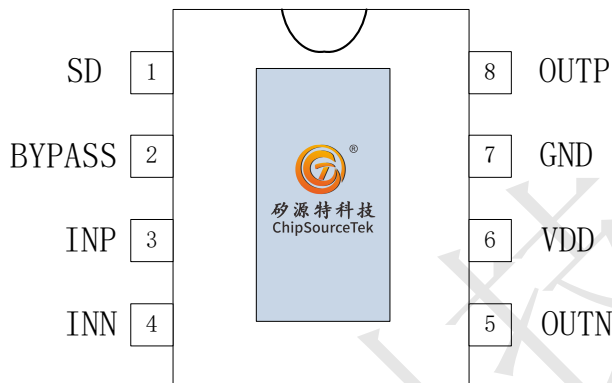 SD 1 8 OUTP
BYPASS 2 7 GND
®
矽源特科技
ChipSourceTek
INP 3 6 VDD
INN 4 5 OUTN